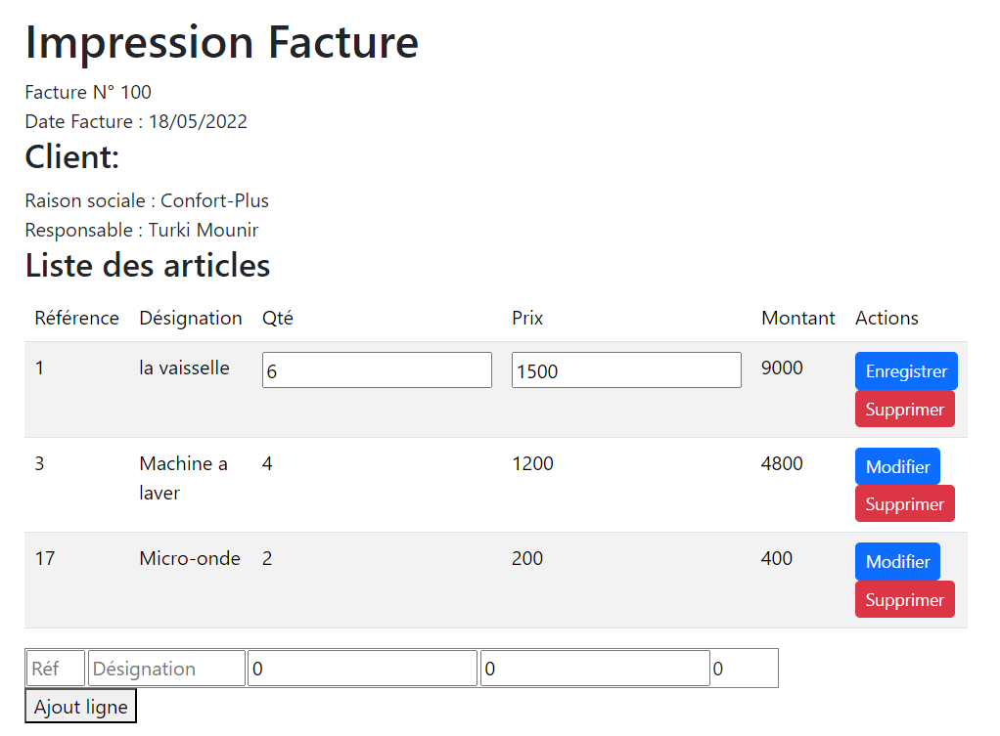 Impression Facture
Facture N° 100
Date Facture : 18/05/2022
Client:
Raison sociale : Confort-Plus
Responsable : Turki Mounir
Liste des articles
Référence Désignation Qté Prix Montant Actions
1 la vaisselle 6 1500 9000 Enregistrer
Supprimer
3 Machine a 4 1200 4800 Modifier
laver Supprimer
17 Micro-onde 2 200 400 Modifier
Supprimer
Réf Désignation 0 0 0
Ajout ligne